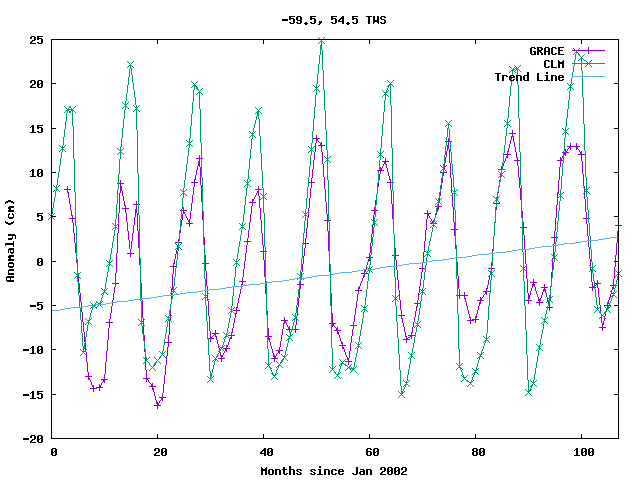 -59.5, 54.5 TWS
GRACE
CLM
Trend Line
25
20
15
10
5
0
-5
-10
-15
-20
Anomaly (cm)
0 20 40 60 80 100
Months since Jan 2002